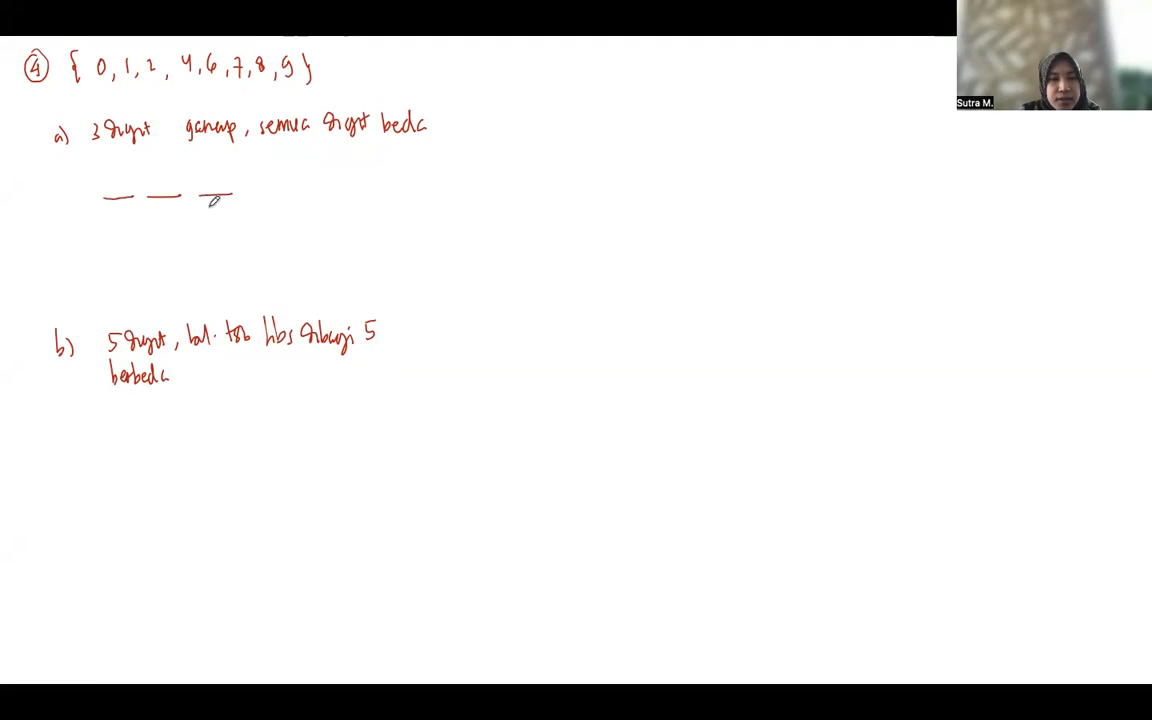 ④ { 0, 1, 2, 4, 6, 7, 8, 9 }
a) 3 digit genap, semua digit beda
b) 5 digit, bil. tsb hbs dibagi 5
berbeda
Sutra M.